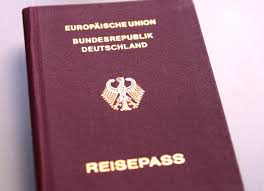 EUROPÄISCHE UNION
BUNDESREPUBLIK
DEUTSCHLAND
REISEPASS